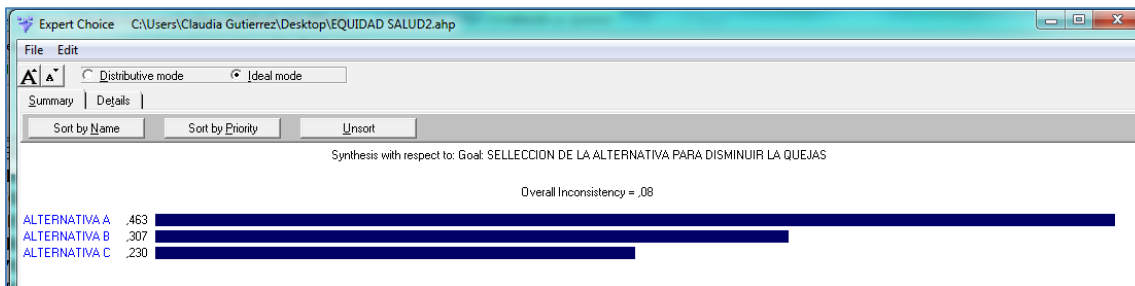 Expert Choice C:\Users\Claudia Gutierrez\Desktop\EQUIDAD SALUD2.ahp
File Edit
A A Distributive mode Ideal mode
Summary Details
Sort by Name Sort by Priority Unsort
Synthesis with respect to: Goal: SELLECCION DE LA ALTERNATIVA PARA DISMINUIR LA QUEJAS
Overall Inconsistency = ,08
ALTERNATIVA A ,463
ALTERNATIVA B ,307
ALTERNATIVA C ,230